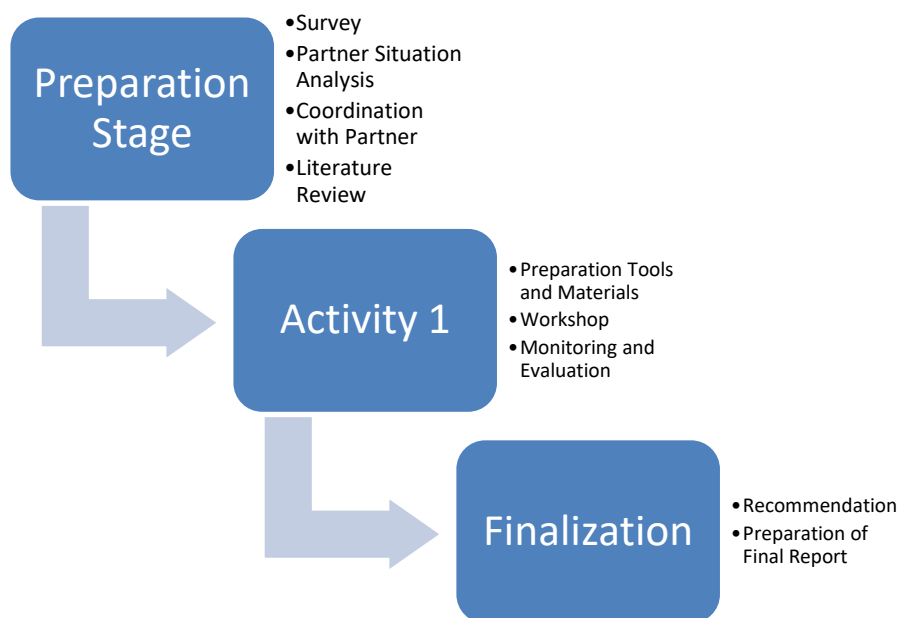 Preparation
Stage
•Survey
•Partner Situation
Analysis
•Coordination
with Partner
•Literature
Review
Activity 1
•Preparation Tools
and Materials
•Workshop
•Monitoring and
Evaluation
Finalization
•Recommendation
•Preparation of
Final Report